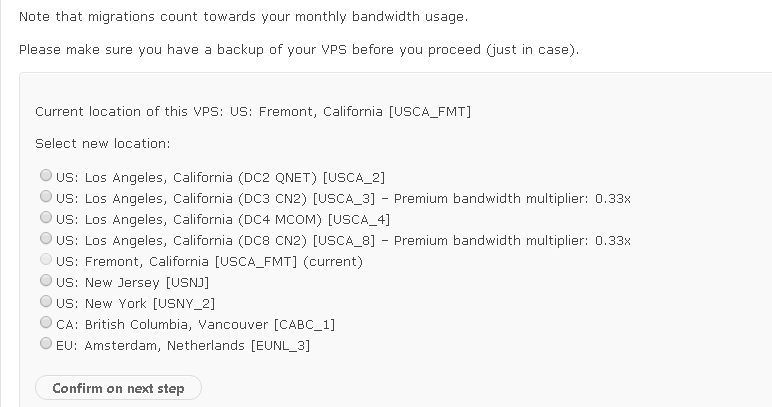 Note that migrations count towards your monthly bandwidth usage.
Please make sure you have a backup of your VPS before you proceed (just in case).
Current location of this VPS: US: Fremont, California [USCA_FMT]
Select new location:
US: Los Angeles, California (DC2 QNET) [USCA_2]
US: Los Angeles, California (DC3 CN2) [USCA_3] – Premium bandwidth multiplier: 0.33x
US: Los Angeles, California (DC4 MCOM) [USCA_4]
US: Los Angeles, California (DC8 CN2) [USCA_8] – Premium bandwidth multiplier: 0.33x
US: Fremont, California [USCA_FMT] (current)
US: New Jersey [USNJ]
US: New York [USNY_2]
CA: British Columbia, Vancouver [CABC_1]
EU: Amsterdam, Netherlands [EUNL_3]
Confirm on next step